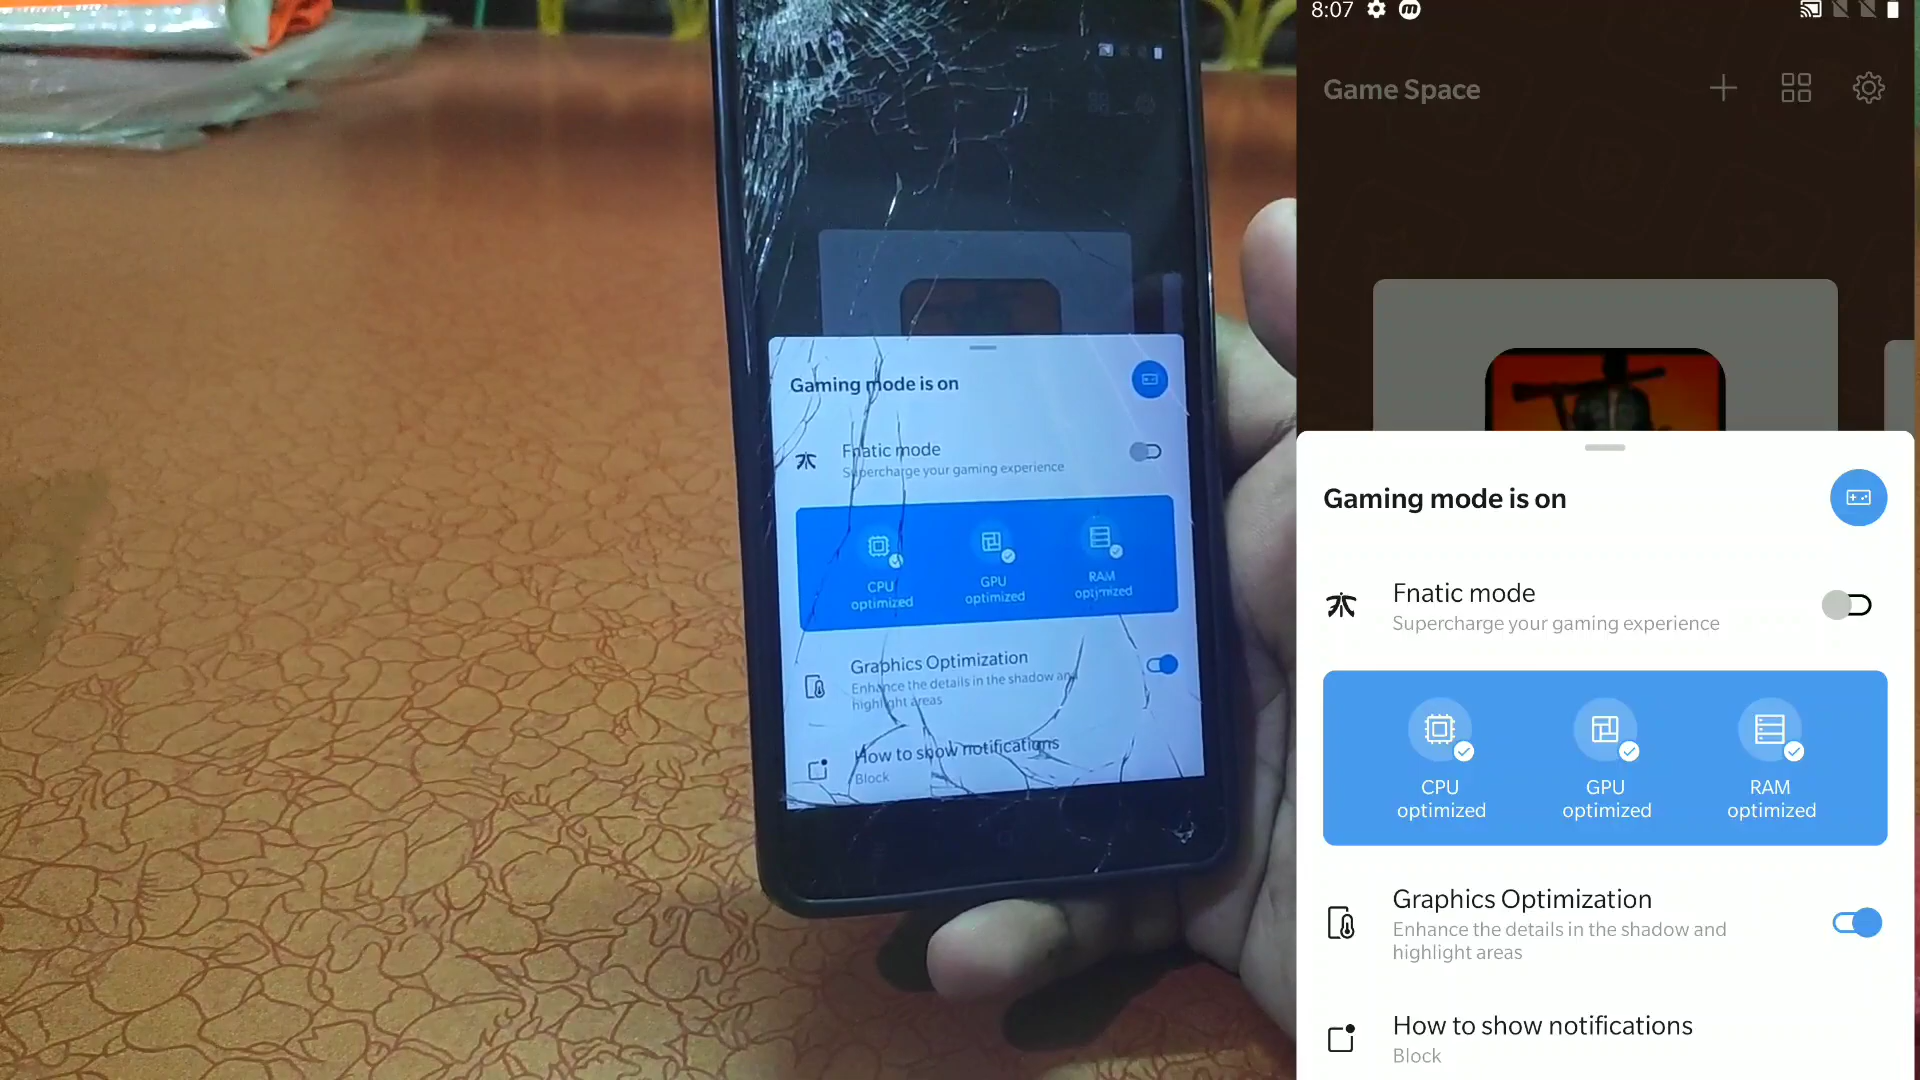 Gaming mode is on
Fnatic mode
Supercharge your gaming experience
CPU optimized
GPU optimized
RAM optimized
Graphics Optimization
Enhance the details in the shadow and
highlight areas
How to show notifications
Block
8:07
Game Space
Gaming mode is on
Fnatic mode
Supercharge your gaming experience
CPU
optimized
GPU
optimized
RAM
optimized
Graphics Optimization
Enhance the details in the shadow and
highlight areas
How to show notifications
Block